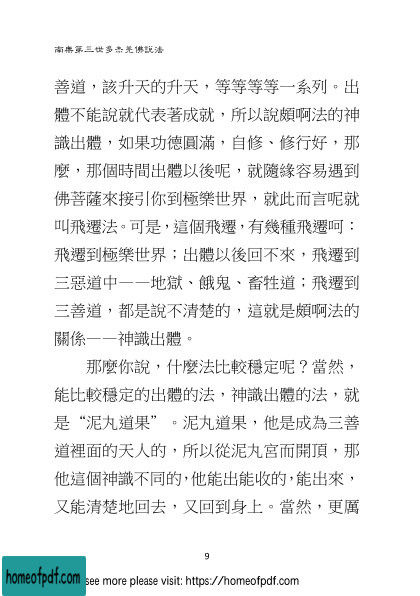 南無第三世多杰羌佛說法
善道，該升天的升天，等等等等一系列。出
體不能說就代表著成就，所以說頗啊法的神
識出體，如果功德圓滿，自修、修行好，那
麼，那個時間出體以後呢，就隨緣容易遇到
佛菩薩來接引你到極樂世界，就此而言呢就
叫飛遷法。可是，這個飛遷，有幾種飛遷呵：
飛遷到極樂世界；出體以後回不來，飛遷到
三惡道中——地獄、餓鬼、畜牲道；飛遷到
三善道，都是說不清楚的，這就是頗啊法的
關係——神識出體。
那麼你說，什麼法比較穩定呢？當然，
能比較穩定的出體的法，神識出體的法，就
是“泥丸道果”。泥丸道果，他是成為三善
道裡面的天人的，所以從泥丸宮而開頂，那
他這個神識不同的，他能出能收的，能出來，
又能清楚地回去，又回到身上。當然，更厲
9
homeofpdf.com
see more please visit: https://homeofpdf.com